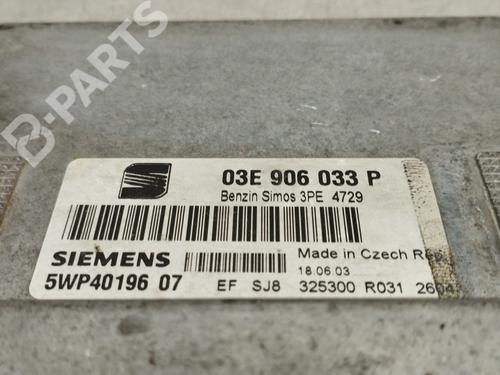 B-PARTS
03E 906 033 P
Benzin Simos 3PE 4729
SIEMENS
Made in Czech Rep.
18.06.03
5WP40196 07
EF SJ8 325300 R031 2604
B-PARTS